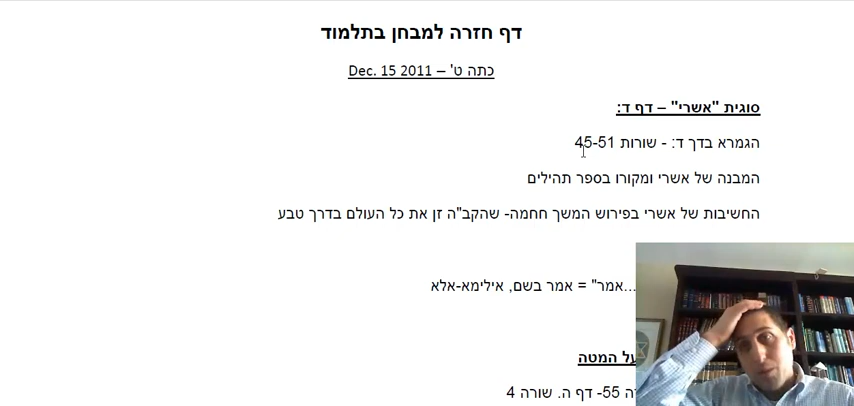 דף חזרה למבחן בתלמוד
כתה ט' – Dec. 15 2011
סוגית "אשרי" – דף ד:
הגמרא בדך ד: - שורות 45-51
המבנה של אשרי ומקורו בספר תהילים
החשיבות של אשרי בפירוש המשך חחמה- שהקב"ה זן את כל העולם בדרך טבע
...אמר" = אמר בשם, אילימא-אלא
על המטה
55- דף ה. שורה 4